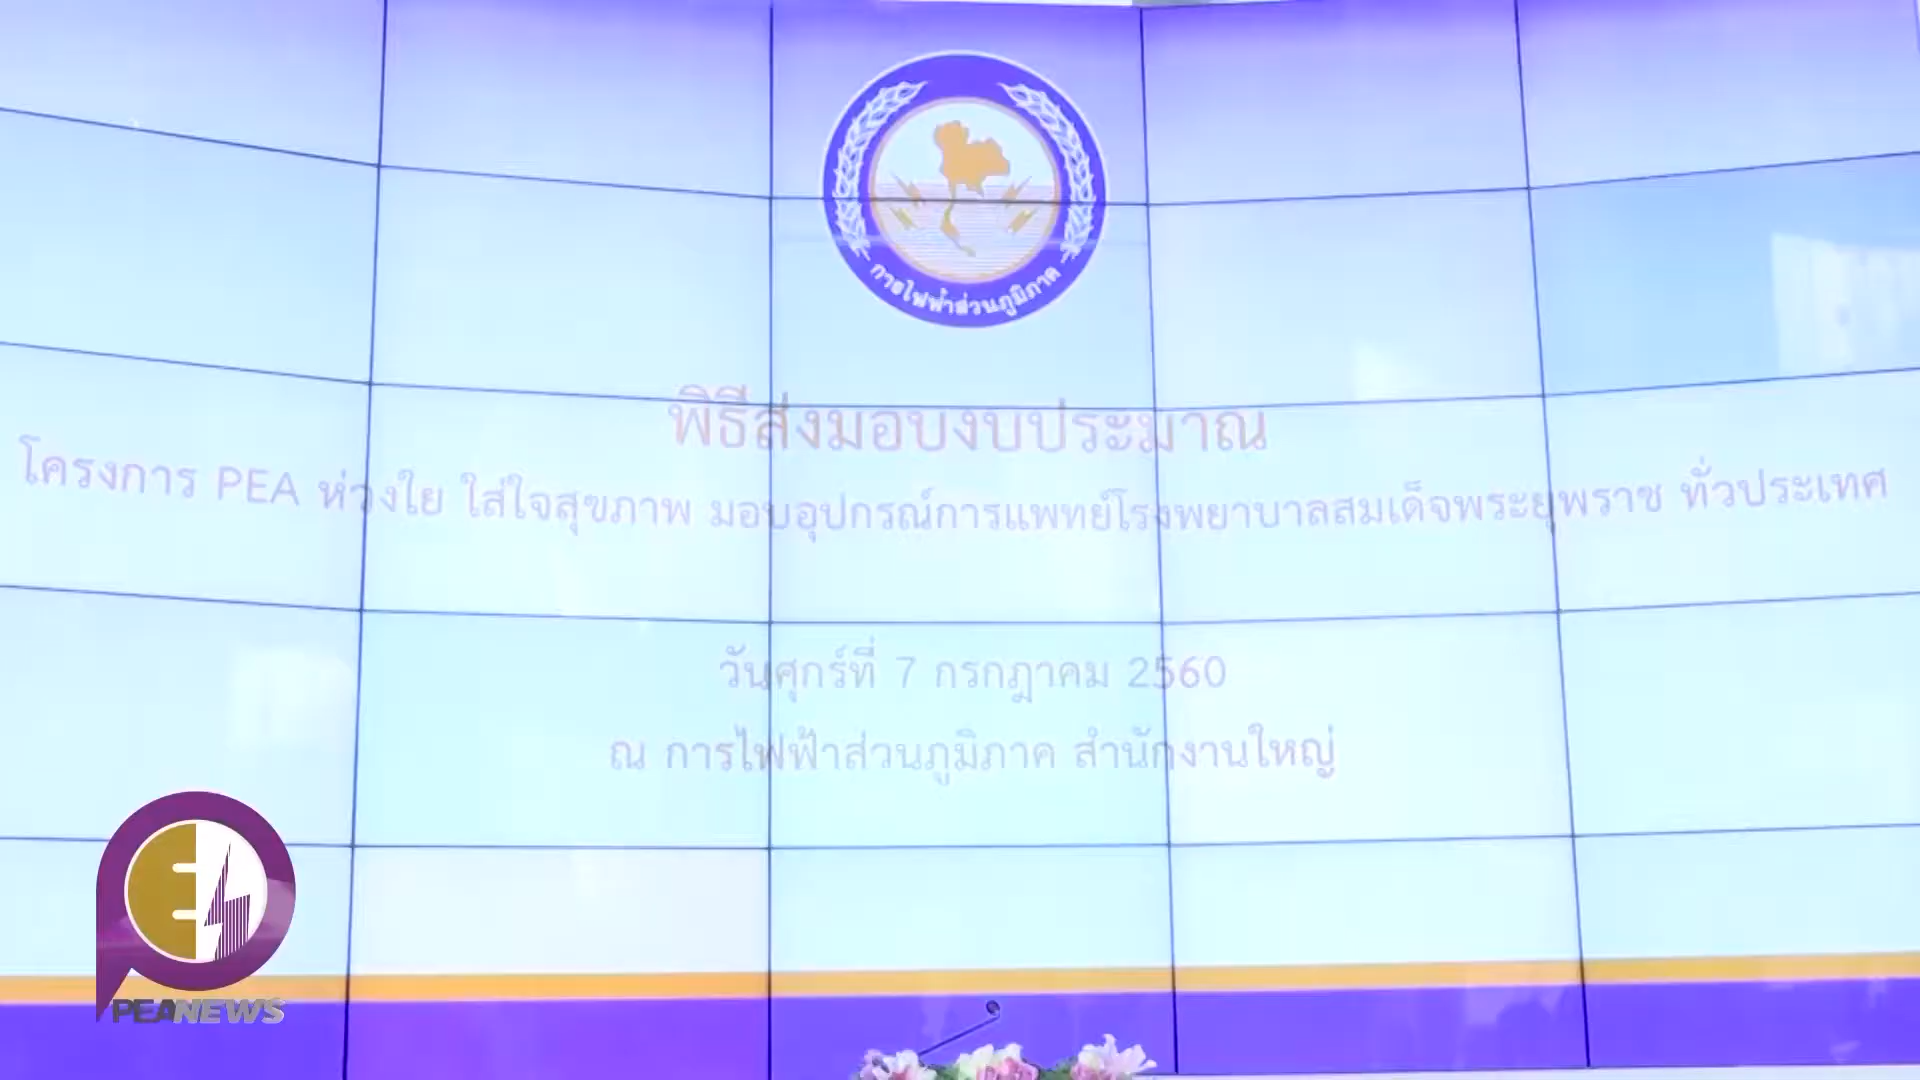 การไฟฟ้าส่วนภูมิภาค
พิธีส่งมอบงบประมาณ
โครงการ PEA ห่วงใย ใส่ใจสุขภาพ มอบอุปกรณ์การแพทย์โรงพยาบาลสมเด็จพระยุพราช ทั่วประเทศ
วันศุกร์ที่ 7 กรกฎาคม 2560
ณ การไฟฟ้าส่วนภูมิภาค สำนักงานใหญ่
PEANEWS